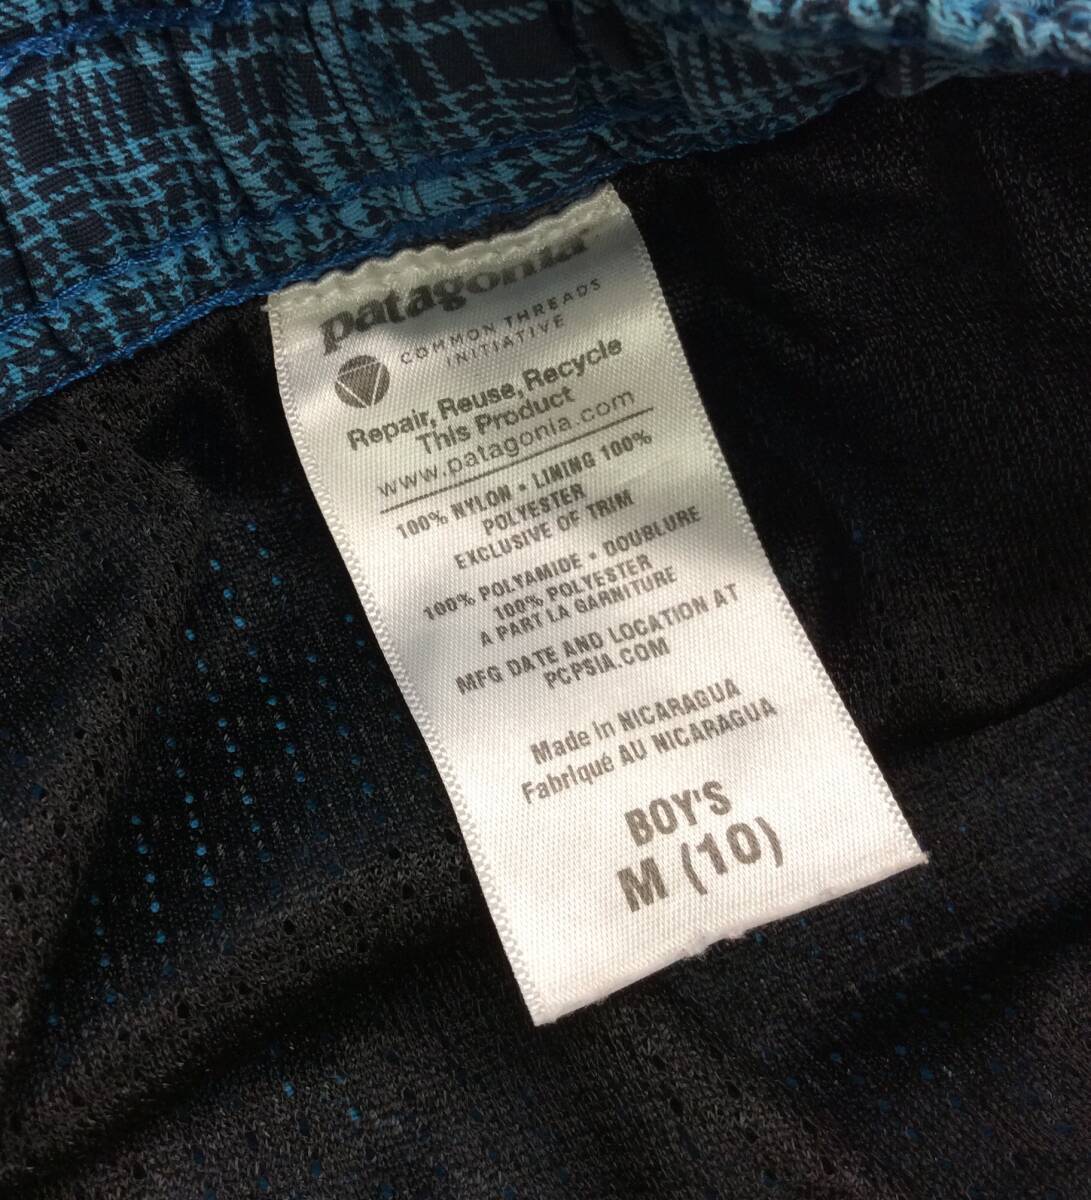 patagonia
COMMON THREADS
INITIATIVE
Repair, Reuse, Recycle
This Product
www.patagonia.com
100% NYLON • LINING 100%
POLYESTER
EXCLUSIVE OF TRIM
100% POLYAMIDE • DOUBLURE
100% POLYESTER
A PART LA GARNITURE
MFG DATE AND LOCATION AT
PCPSIA.COM
Made in NICARAGUA
Fabriqué AU NICARAGUA
BOY'S
M (10)